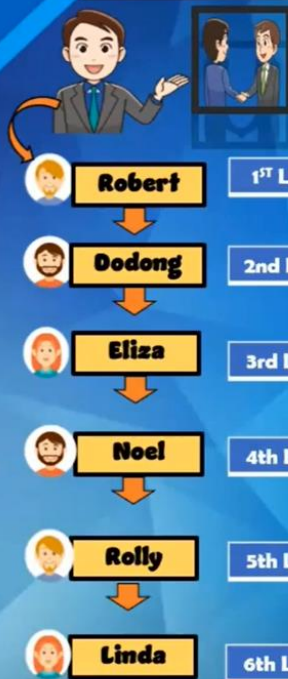 Robert
1ST L
Dodong
2nd
Eliza
3rd
Noel
4th
Rolly
5th
Linda
6th L